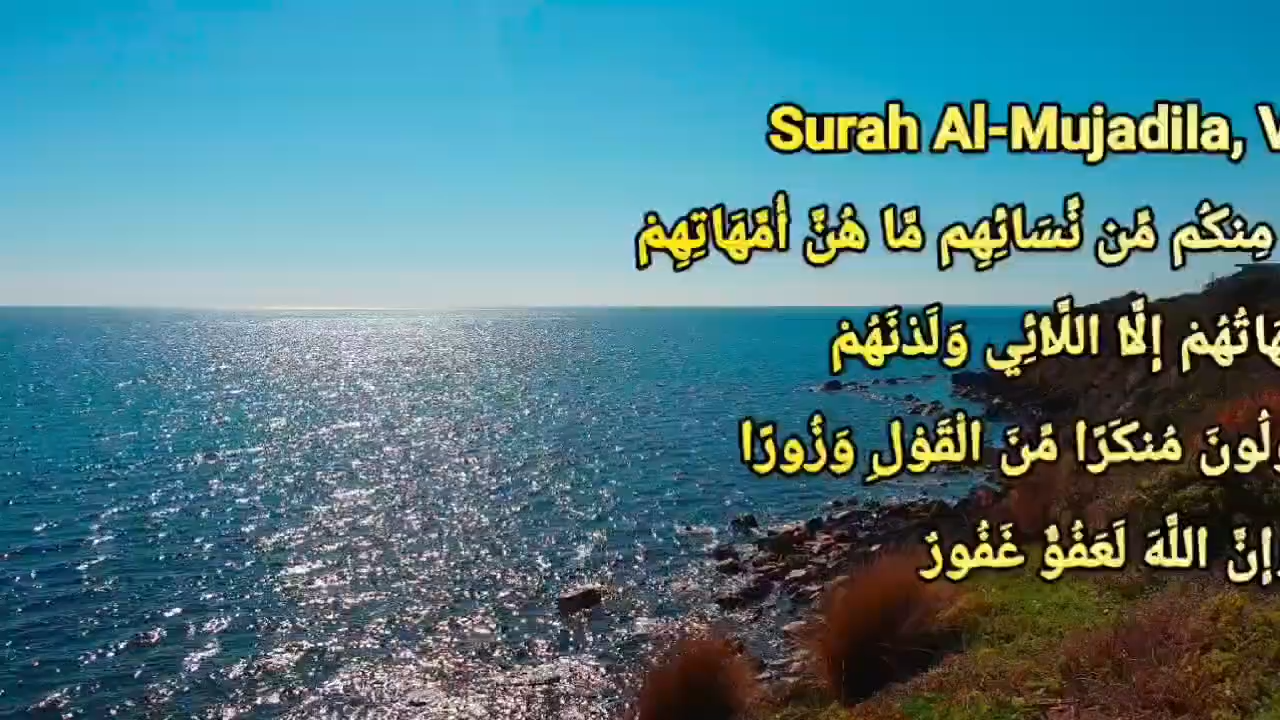 Surah Al-Mujadila,
مِنكُم مِّن نِّسَائِهِم مَّا هُنَّ أُمَّهَاتِهِمْ
إِلَّا اللَّائِي وَلَدْنَهُمْ
مُنكَرًا مِّنَ الْقَوْلِ وَزُورًا
إِنَّ اللَّهَ لَعَفُوٌّ غَفُورٌ